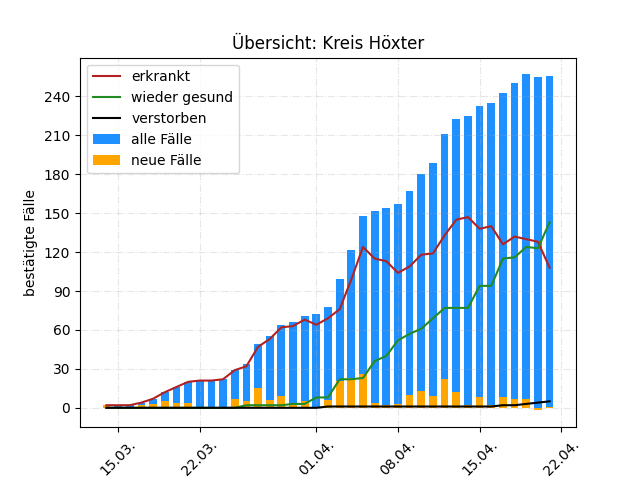 Übersicht: Kreis Höxter
erkrankt
wieder gesund
verstorben
alle Fälle
neue Fälle
bestätigte Fälle
240
210
180
150
120
90
60
30
0
15.03.
22.03.
01.04.
08.04.
15.04.
22.04.